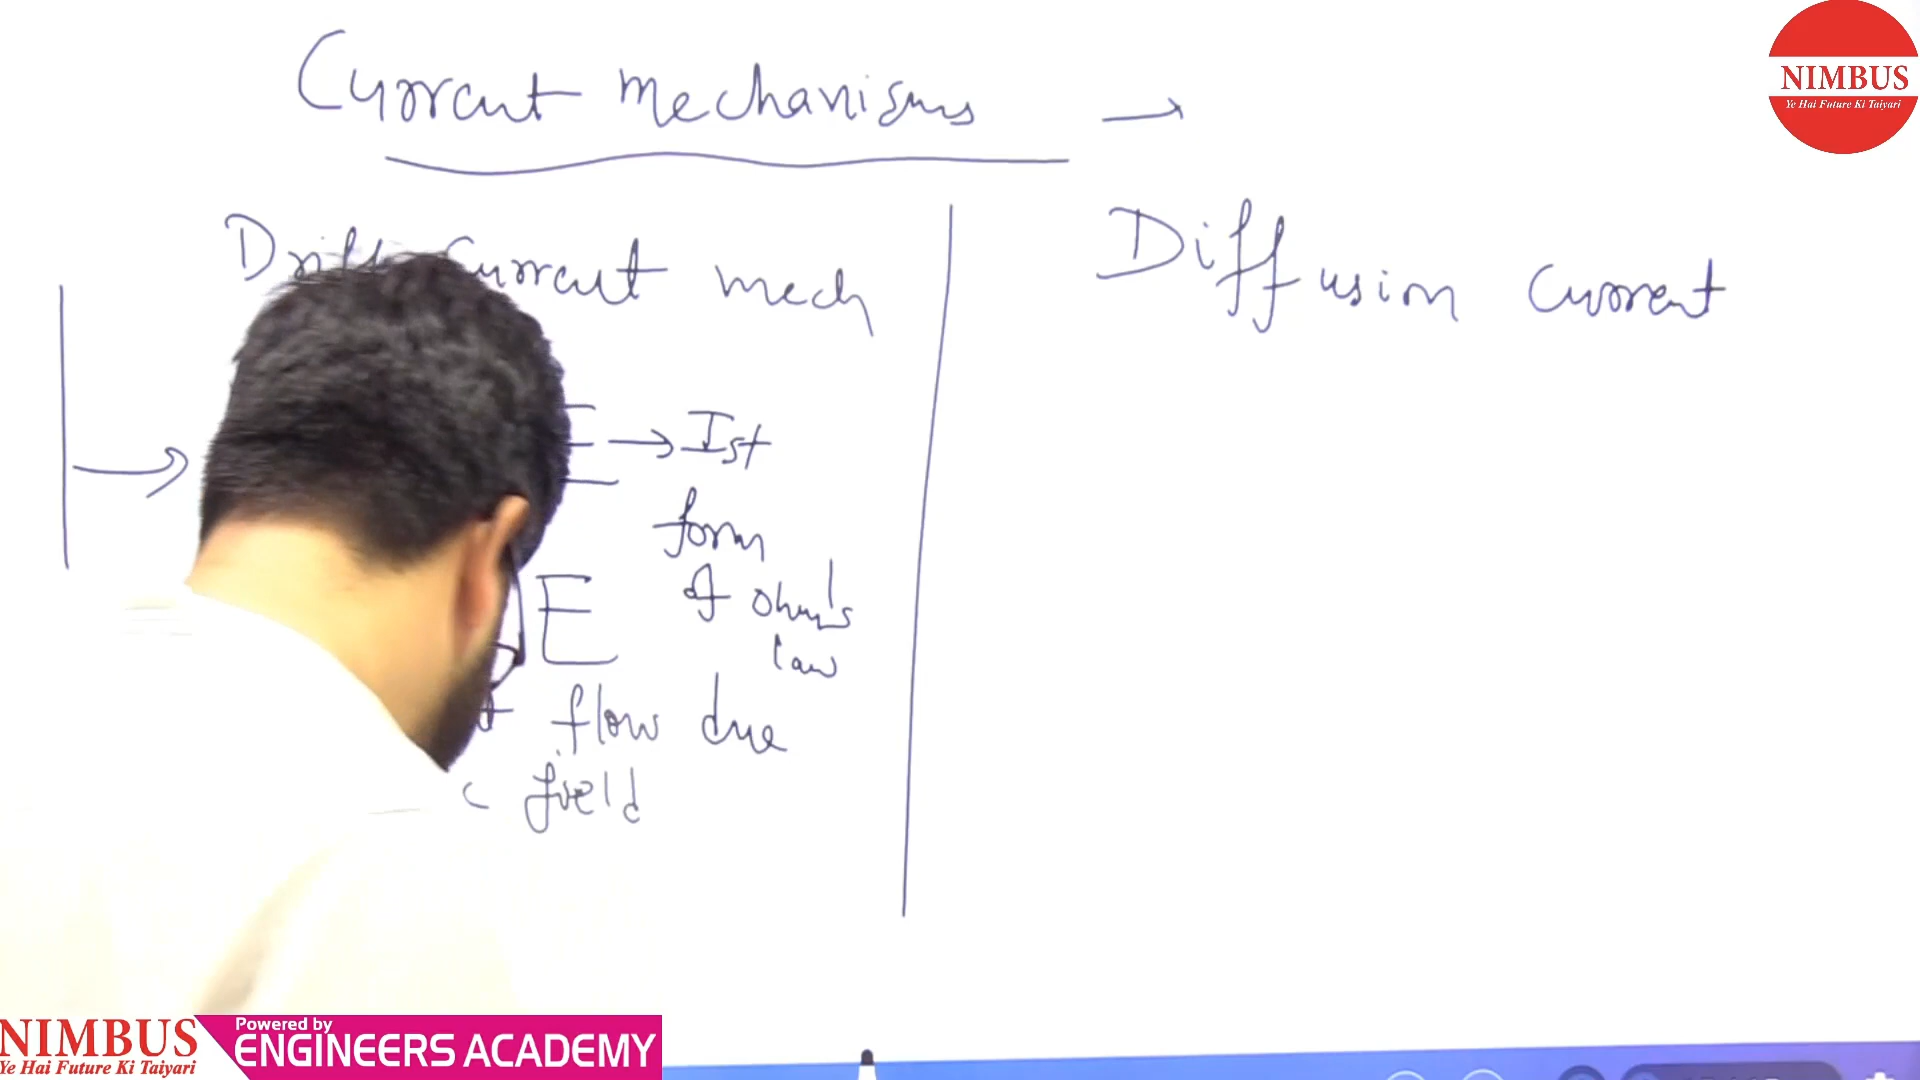 Current mechanisms →
NIMBUS
Ye Hai Future Ki Taiyari
Drift Current mech
Diffusion Current
E → Ist
form
of ohm's
law
E
flow due
field
NIMBUS
Ye Hai Future Ki Taiyari
Powered by
ENGINEERS ACADEMY